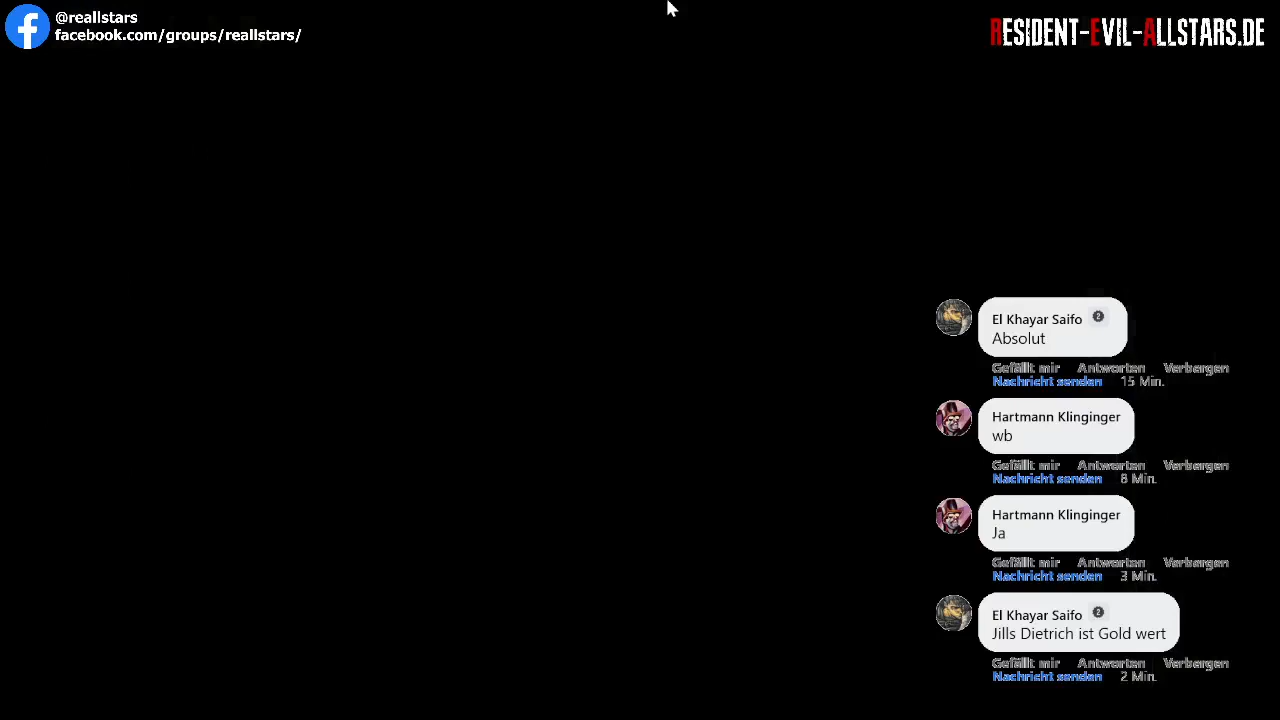 @reallstars
facebook.com/groups/reallstars/
RESIDENT-EVIL-ALLSTARS.DE
El Khayar Saifo 2
Absolut
Gefällt mir Antworten Verbergen
Nachricht senden 15 Min.
Hartmann Klinginger
wb
Gefällt mir Antworten Verbergen
Nachricht senden 8 Min.
Hartmann Klinginger
Ja
Gefällt mir Antworten Verbergen
Nachricht senden 3 Min.
El Khayar Saifo 2
Jills Dietrich ist Gold wert
Gefällt mir Antworten Verbergen
Nachricht senden 2 Min.